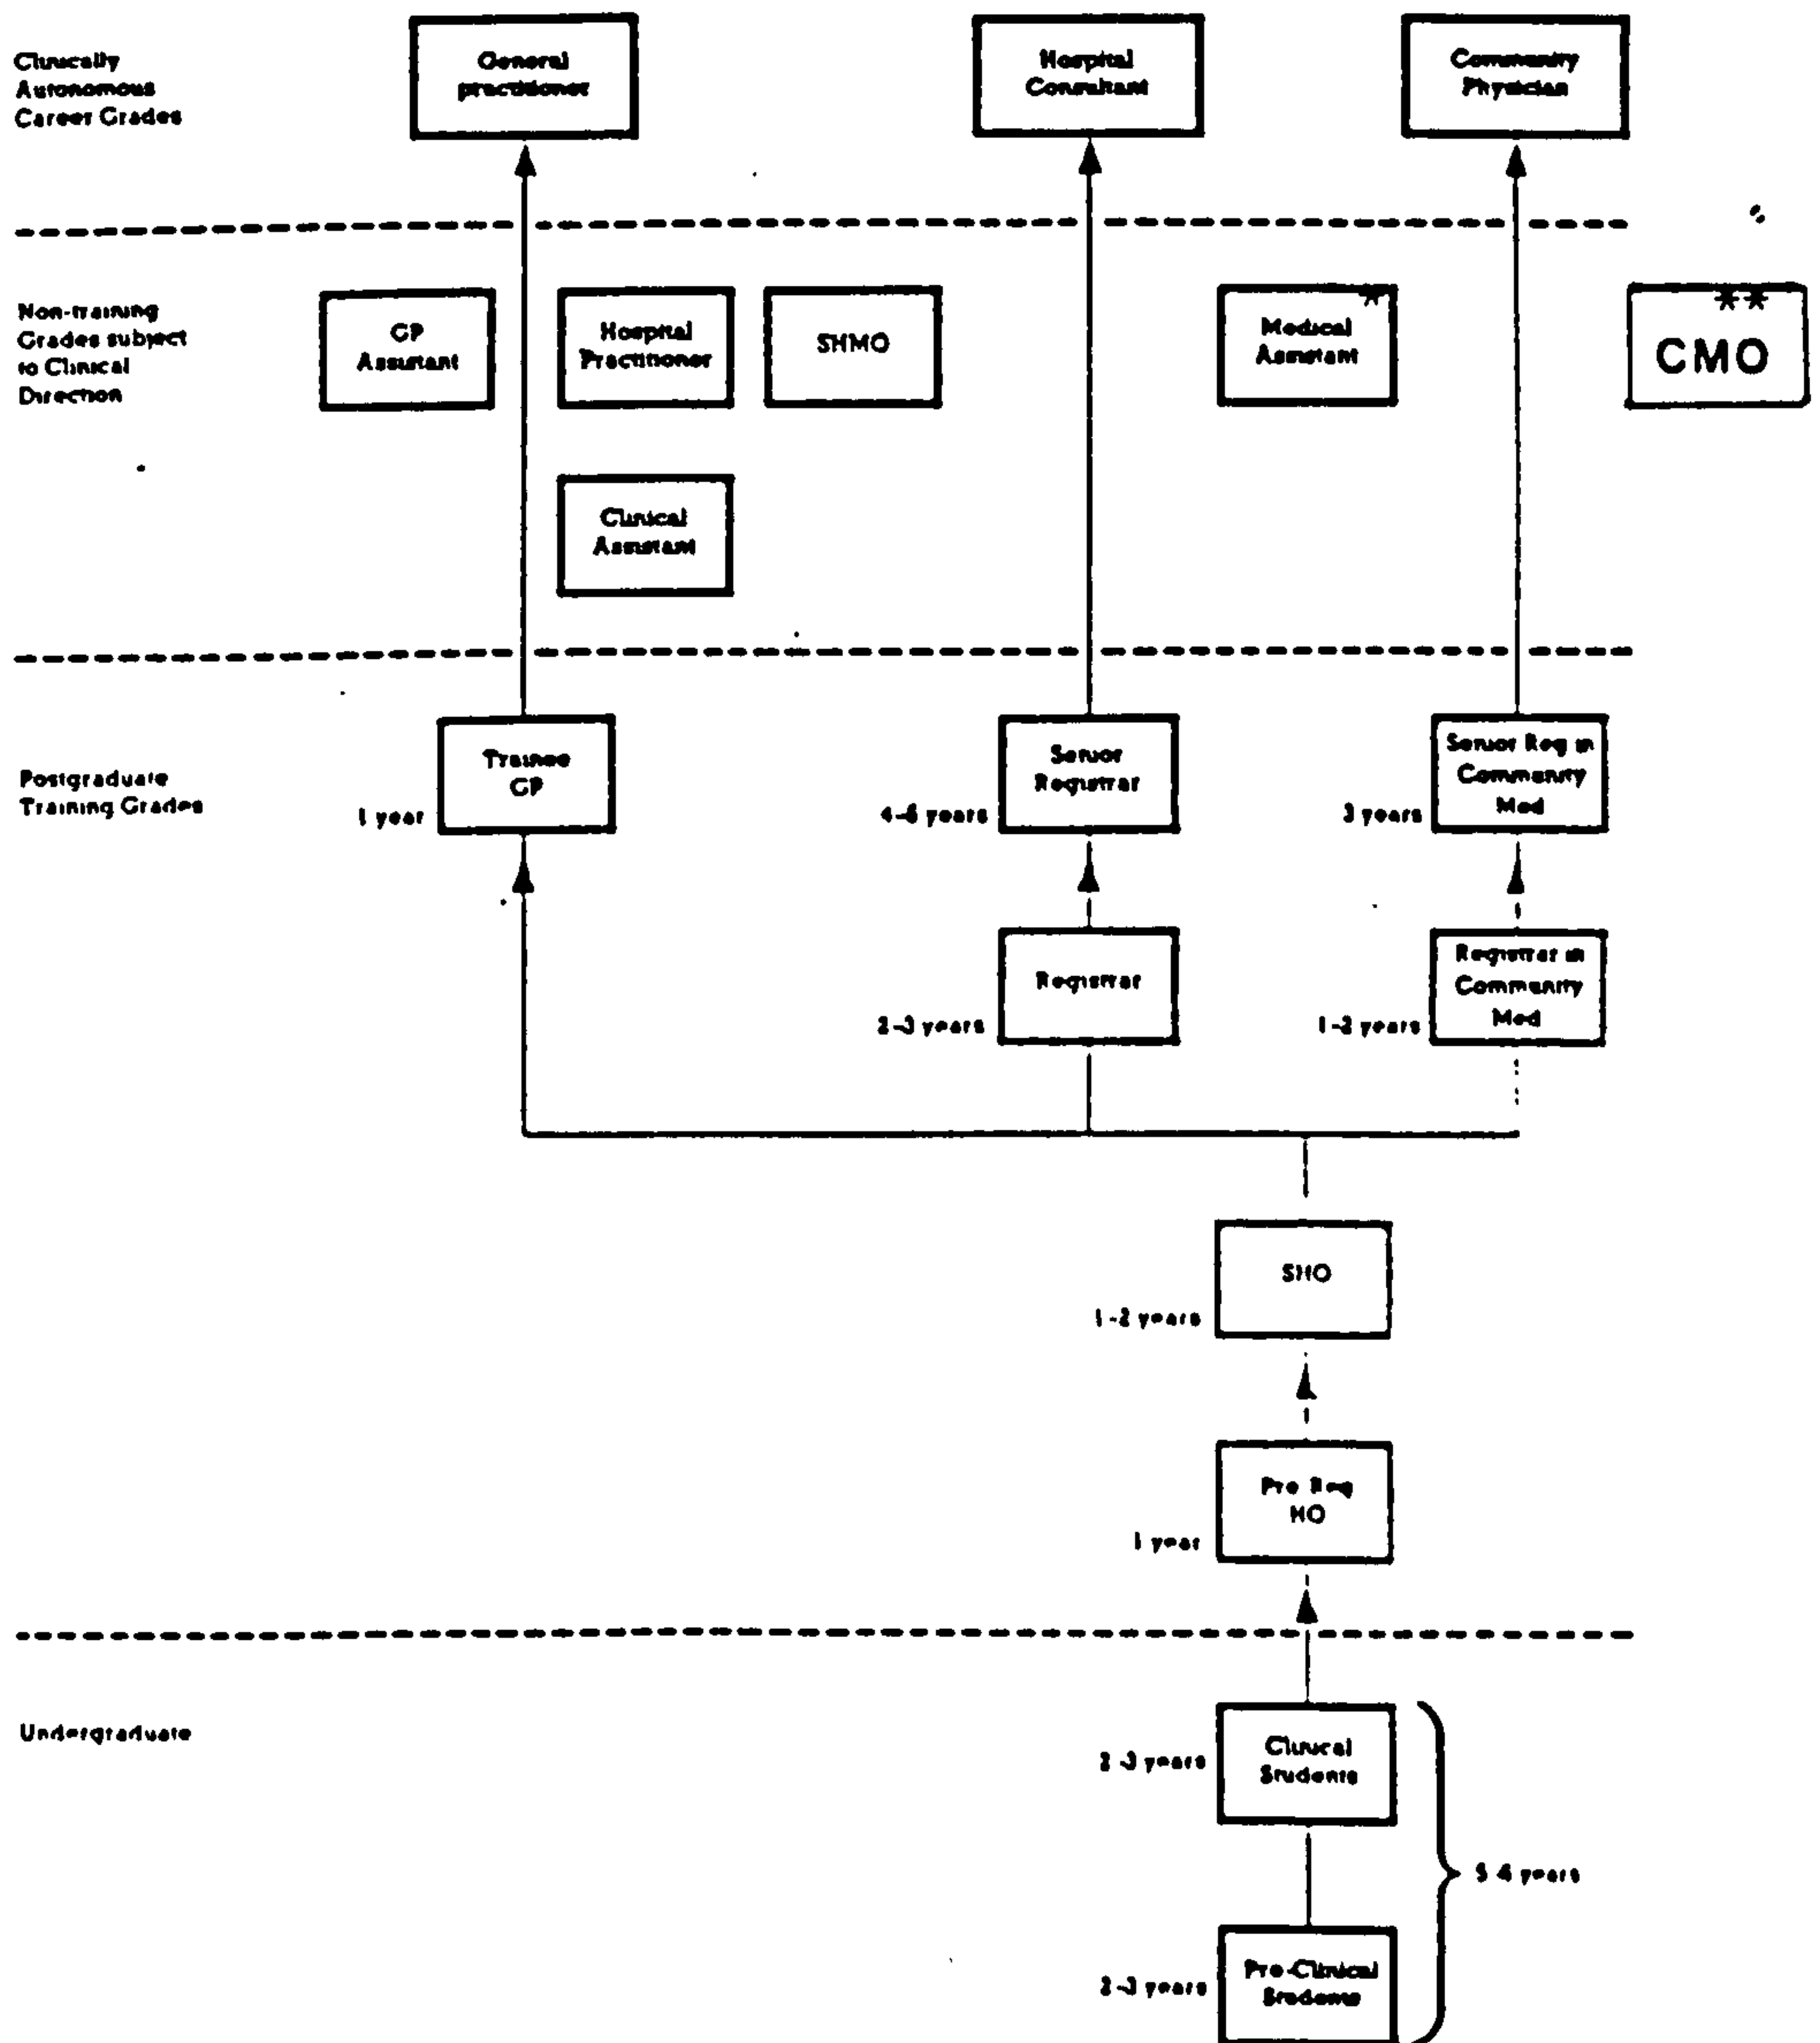 Clinically
Autonomous
Career Grades
General
practitioner
Hospital
Consultant
Community
Physician
Non-training
Grades subject
to Clinical
Direction
GP
Assistant
Hospital
Practitioner
SHMO
Medical *
Assistant
**
CMO
Clinical
Assistant
Postgraduate
Training Grades
1 year
Trainee
GP
years
Senior
Registrar
3 years
Senior Reg in
Community
Med
2-3 years
Registrar
1-2 years
Registrar in
Community
Med
1-2 years
SHO
1 year
Pre Reg
HO
Undergraduate
2-3 years
Clinical
Students
5-6 years
2-3 years
Pre-Clinical
Students